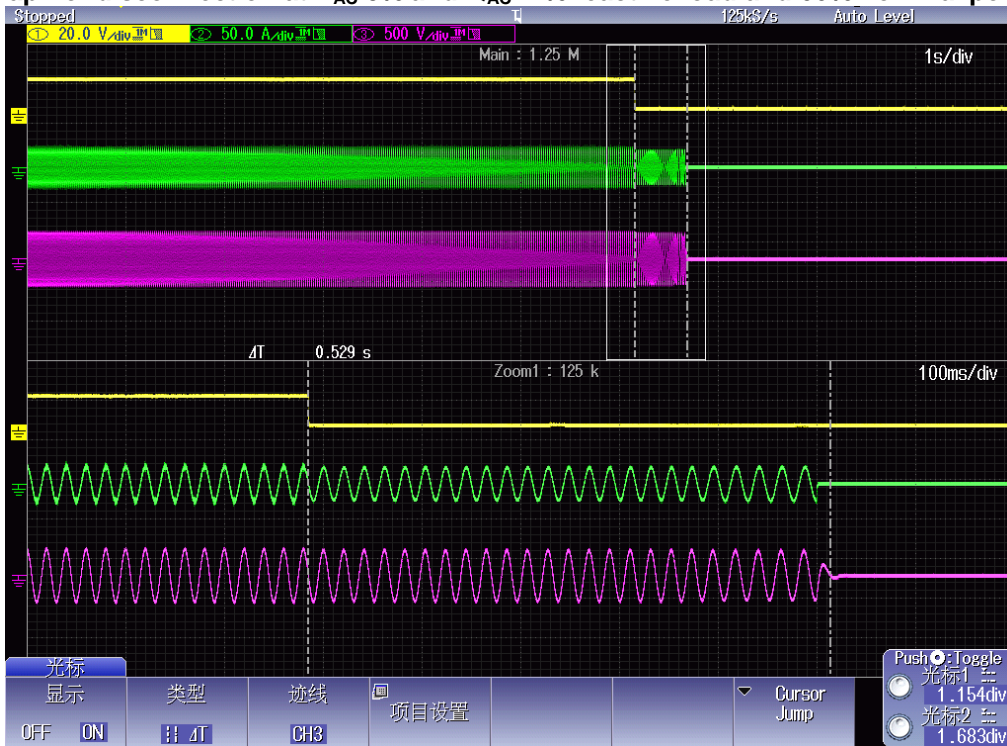 Stopped 125kS/s Auto Level
① 20.0 V/div 1M ② 50.0 A/div 1M ③ 500 V/div 1M
Main : 1.25 M 1s/div
ΔT 0.529 s
Zoom1 : 125 k 100ms/div
光标
显示 类型 迹线 项目设置 Cursor Jump
OFF ON ΔT CH3
Push :Toggle
光标1
1.154div
光标2
1.683div